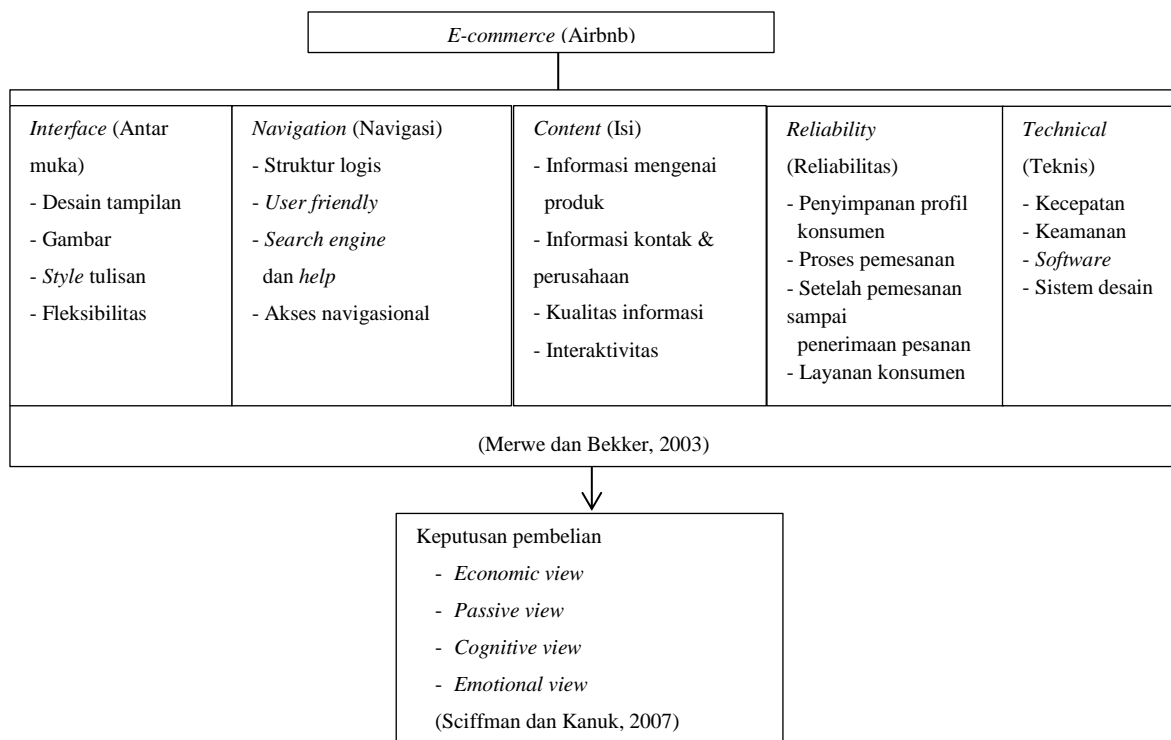 E-commerce (Airbnb)
Interface (Antar
muka)
- Desain tampilan
- Gambar
- Style tulisan
- Fleksibilitas
Navigation (Navigasi)
- Struktur logis
- User friendly
- Search engine
dan help
- Akses navigasional
Content (Isi)
- Informasi mengenai
produk
- Informasi kontak &
perusahaan
- Kualitas informasi
- Interaktivitas
Reliability
(Reliabilitas)
- Penyimpanan profil
konsumen
- Proses pemesanan
- Setelah pemesanan
sampai
penerimaan pesanan
- Layanan konsumen
Technical
(Teknis)
- Kecepatan
- Keamanan
- Software
- Sistem desain
(Merwe dan Bekker, 2003)
Keputusan pembelian
- Economic view
- Passive view
- Cognitive view
- Emotional view
(Sciffman dan Kanuk, 2007)